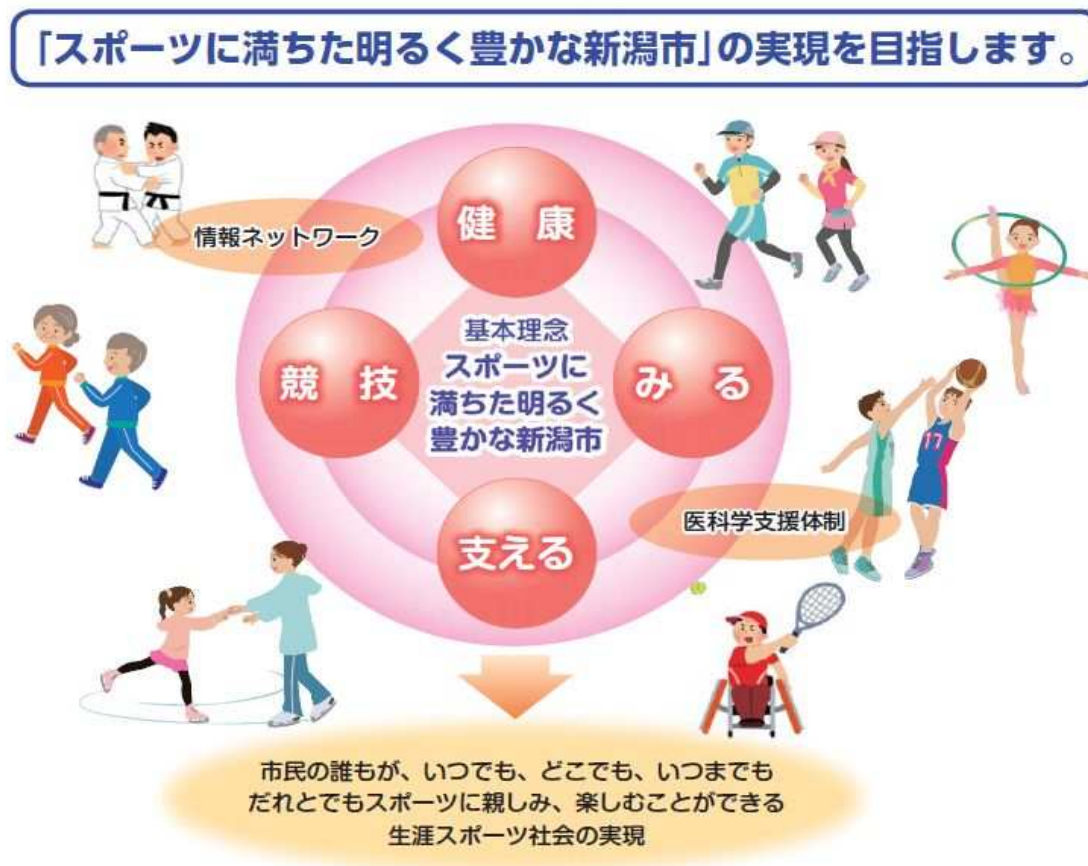 「スポーツに満ちた明るく豊かな新潟市」の実現を目指します。
健 康
情報ネットワーク
競 技
基本理念
スポーツに
満ちた明るく
豊かな新潟市
み る
17
医科学支援体制
支える
市民の誰もが、いつでも、どこでも、いつまでも
だれとでもスポーツに親しみ、楽しむことができる
生涯スポーツ社会の実現